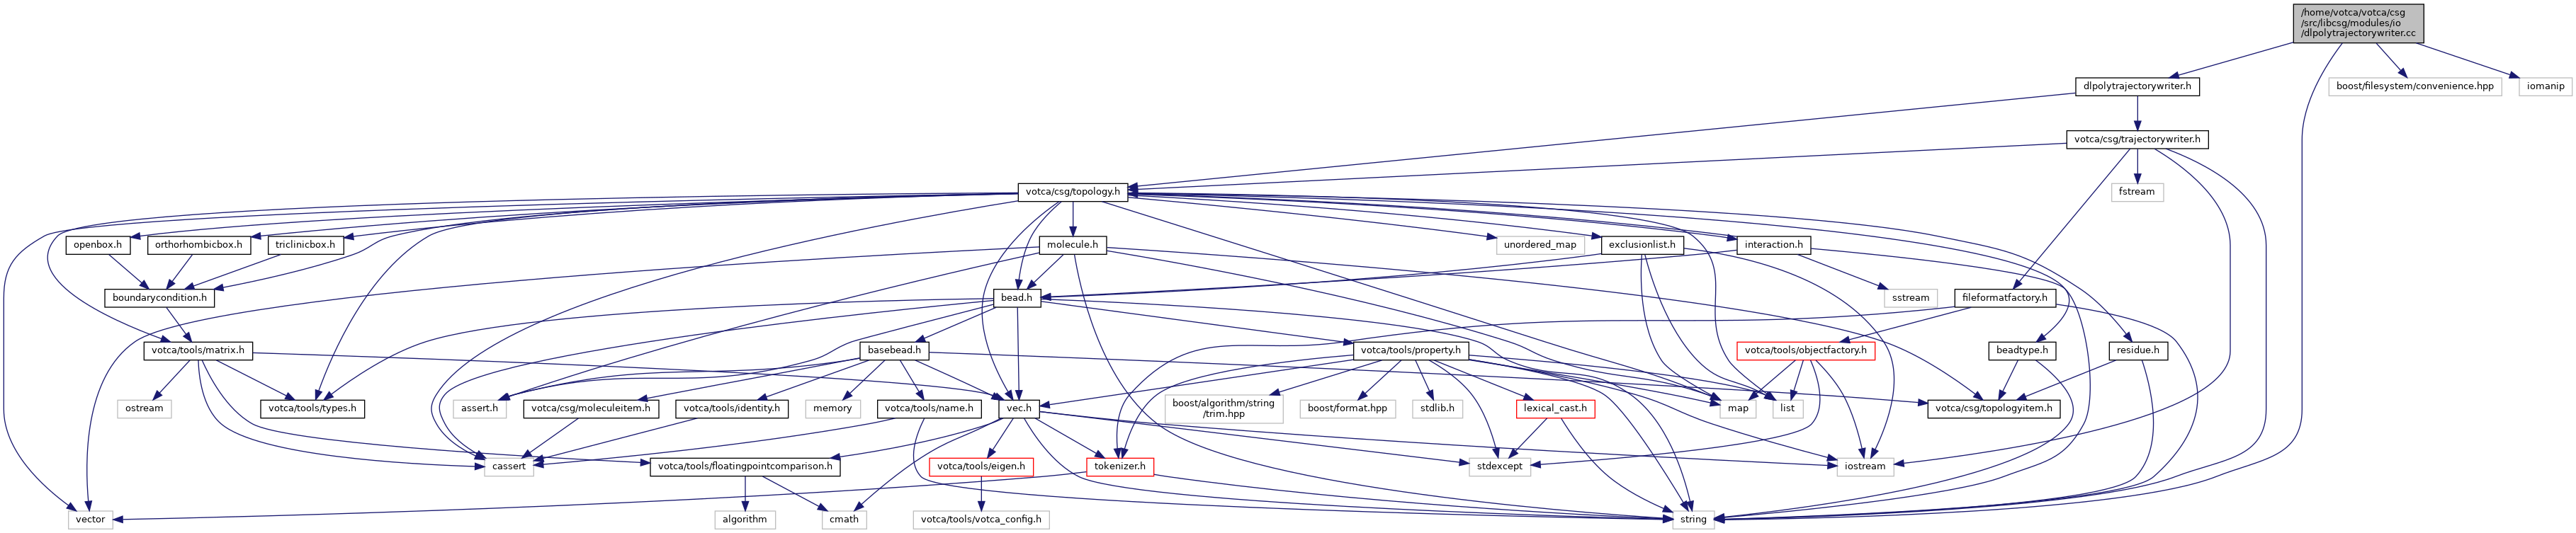 /home/votca/votca/csg
/src/libcsg/modules/io
/dlpolytrajectorywriter.cc
dlpolytrajectorywriter.h
boost/filesystem/convenience.hpp
iomanip
votca/csg/trajectorywriter.h
votca/csg/topology.h
fstream
openbox.h
orthorhombicbox.h
triclinicbox.h
molecule.h
unordered_map
exclusionlist.h
interaction.h
boundarycondition.h
bead.h
sstream
fileformatfactory.h
votca/tools/matrix.h
basebead.h
votca/tools/property.h
votca/tools/objectfactory.h
beadtype.h
residue.h
ostream
votca/tools/types.h
assert.h
votca/csg/moleculeitem.h
votca/tools/identity.h
memory
votca/tools/name.h
vec.h
boost/algorithm/string
/trim.hpp
boost/format.hpp
stdlib.h
lexical_cast.h
map
list
votca/csg/topologyitem.h
cassert
votca/tools/floatingpointcomparison.h
votca/tools/eigen.h
tokenizer.h
stdexcept
iostream
vector
algorithm
cmath
votca/tools/votca_config.h
string